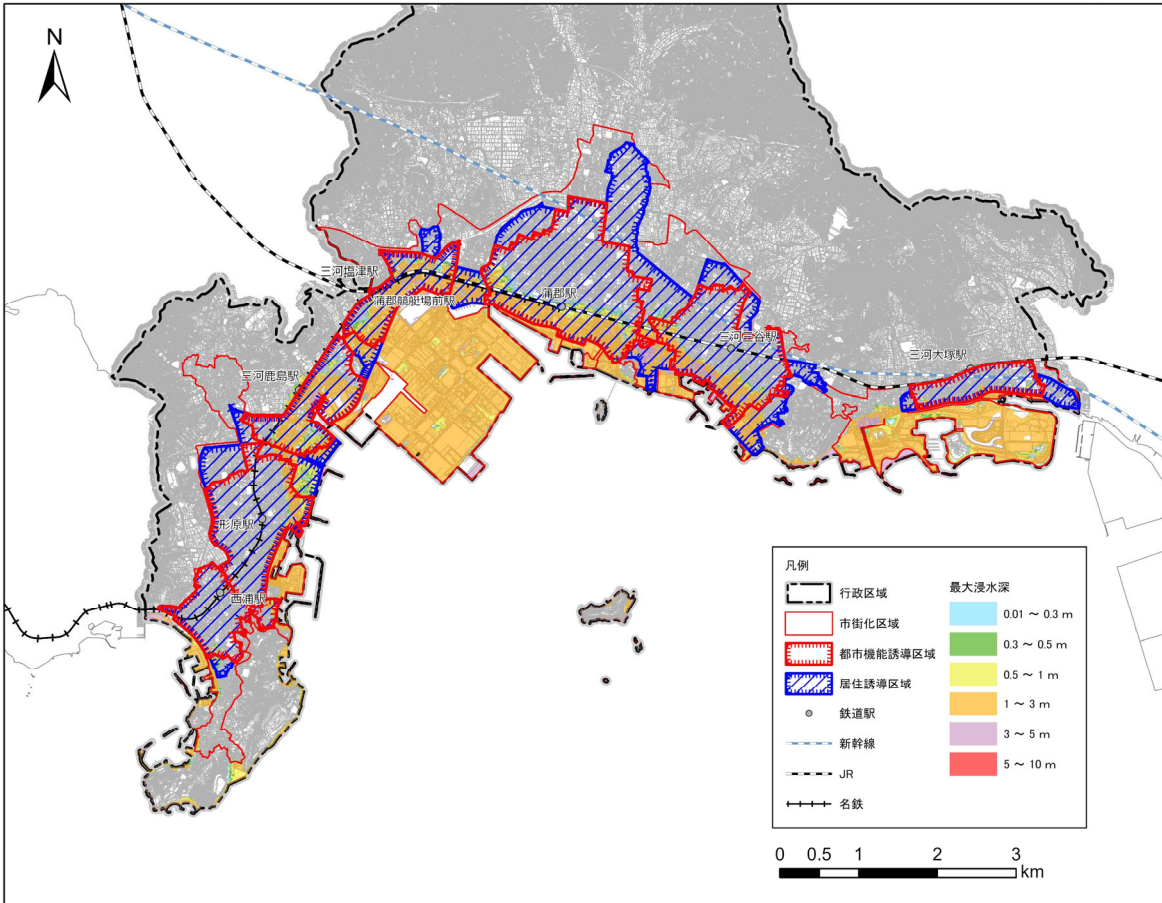 N
三河塩津駅
蒲郡競艇場前駅
蒲郡駅
三河三谷駅
三河大塚駅
三河鹿島駅
形原駅
西浦駅
凡例
行政区域
市街化区域
都市機能誘導区域
居住誘導区域
鉄道駅
新幹線
JR
名鉄
最大浸水深
0.01 ～ 0.3 m
0.3 ～ 0.5 m
0.5 ～ 1 m
1 ～ 3 m
3 ～ 5 m
5 ～ 10 m
0 0.5 1 2 3 km